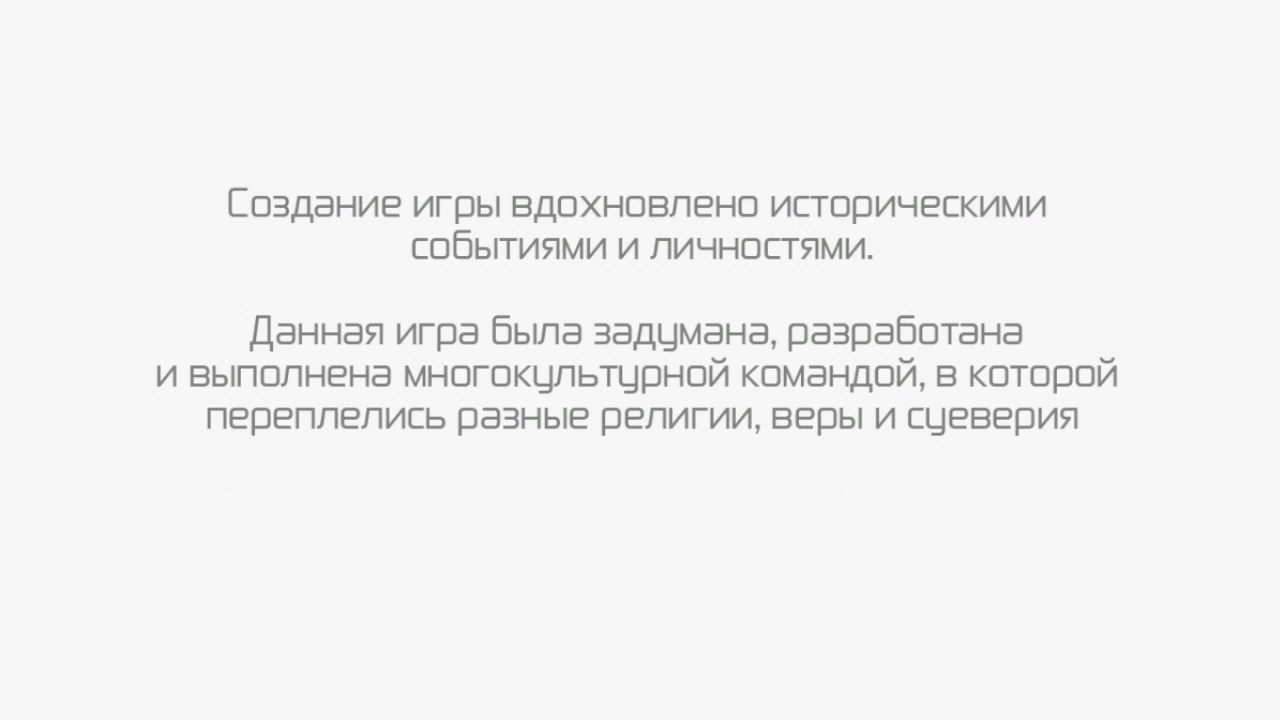 Создание игры вдохновлено историческими
событиями и личностями.
Данная игра была задумана, разработана
и выполнена многокультурной командой, в которой
переплелись разные религии, веры и суеверия